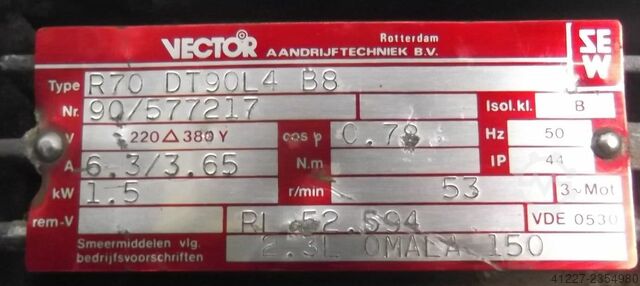 Rotterdam
VECTOR AANDRIJFTECHNIEK B.V.
SEW
Type R70 DT90L4 B8
Nr. 90/577217 Isol.kl. B
V 220 △ 380 Y cos φ 0.78 Hz 50
A 6.3/3.65 N.m IP 44
kW 1.5 r/min 53 3~Mot
rem-V RL 52.594 VDE 0530
Smeermiddelen vlg. bedrijfsvoorschriften 2.3L OMALA 150
41227-2354980